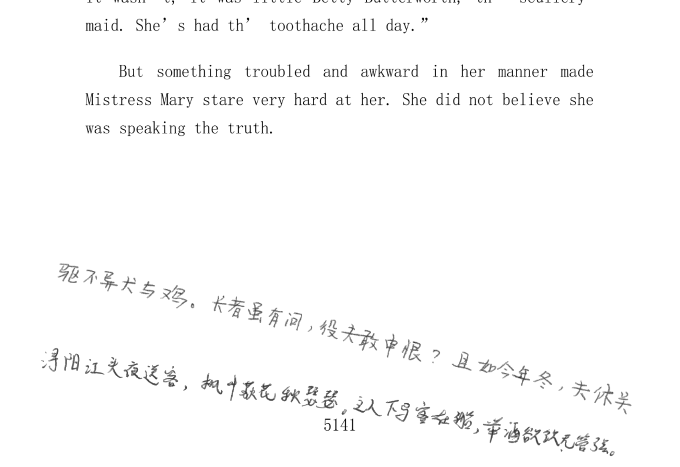 it wasn't, it was little Betty Butterworth, th' scullery-
maid. She's had th' toothache all day.”
But something troubled and awkward in her manner made
Mistress Mary stare very hard at her. She did not believe she
was speaking the truth.
驱不异犬与鸡。长者虽有问，役夫敢申恨？且如今年冬，未休关
浔阳江头夜送客，枫叶荻花秋瑟瑟。主人下马客在船，举酒欲饮无管弦。
5141